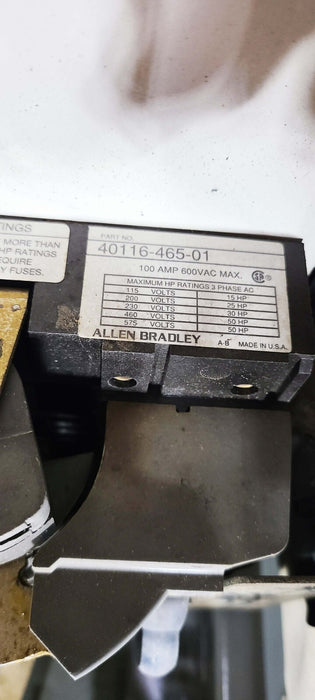 TINGS
MORE THAN
HP RATINGS
EQUIRE
Y FUSES.
PART NO.
40116-465-01
100 AMP 600VAC MAX.
MAXIMUM HP RATINGS 3 PHASE AC
115 VOLTS 15 HP
200 VOLTS 25 HP
230 VOLTS 30 HP
460 VOLTS 50 HP
575 VOLTS 50 HP
ALLEN BRADLEY A-B MADE IN U.S.A.